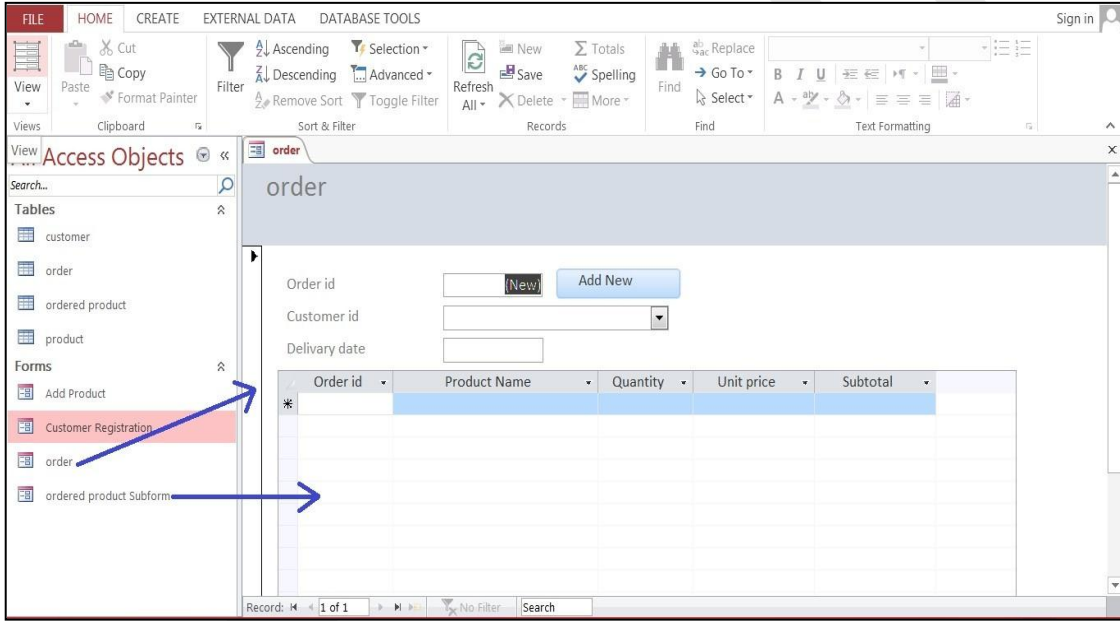 FILE HOME CREATE EXTERNAL DATA DATABASE TOOLS Sign in
View
Paste
Cut
Copy
Format Painter
Filter
Ascending
Descending
Remove Sort
Selection
Advanced
Toggle Filter
Refresh All
New
Save
Delete
Totals
Spelling
More
Find
Replace
Go To
Select
B I U
A
Views Clipboard Sort & Filter Records Find Text Formatting
View
Access Objects
Search...
Tables
customer
order
ordered product
product
Forms
Add Product
Customer Registration
order
ordered product Subform
order
order
Order id (New) Add New
Customer id
Delivary date
Order id Product Name Quantity Unit price Subtotal
Record: 1 of 1 No Filter Search